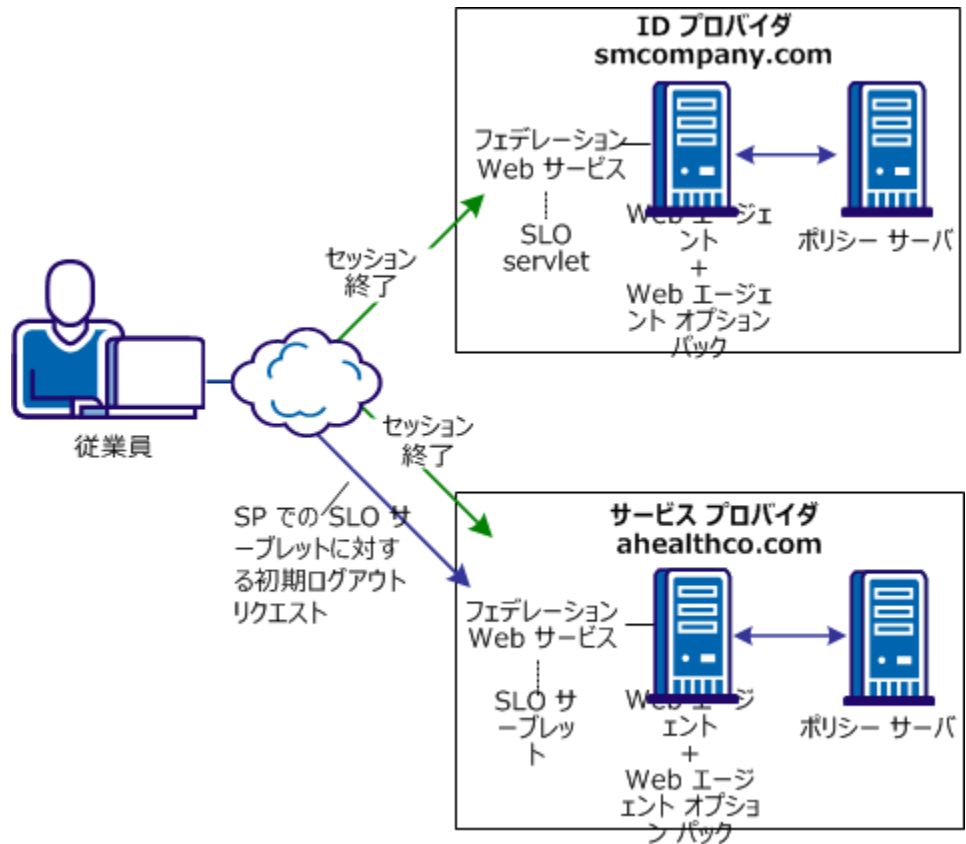 ID プロバイダ
smcompany.com
フェデレーション
Web サービス
SLO
servlet
Web エージェ
ント
+
Web エージェ
ント オプション
パック
ポリシー サーバ
セッション
終了
従業員
セッション
終了
SP での SLO サ
ーブレットに対す
る初期ログアウト
リクエスト
サービス プロバイダ
ahealthco.com
フェデレーション
Web サービス
SLO サ
ーブレッ
ト
Web エージ
ェント
+
Web エージ
ェント オプショ
ン パック
ポリシー サーバ